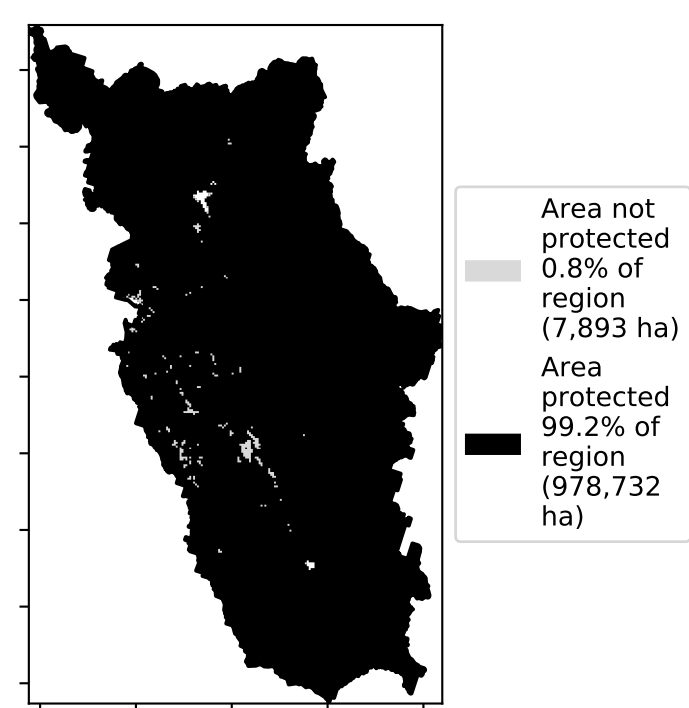 Area not
protected
0.8% of
region
(7,893 ha)
Area
protected
99.2% of
region
(978,732
ha)